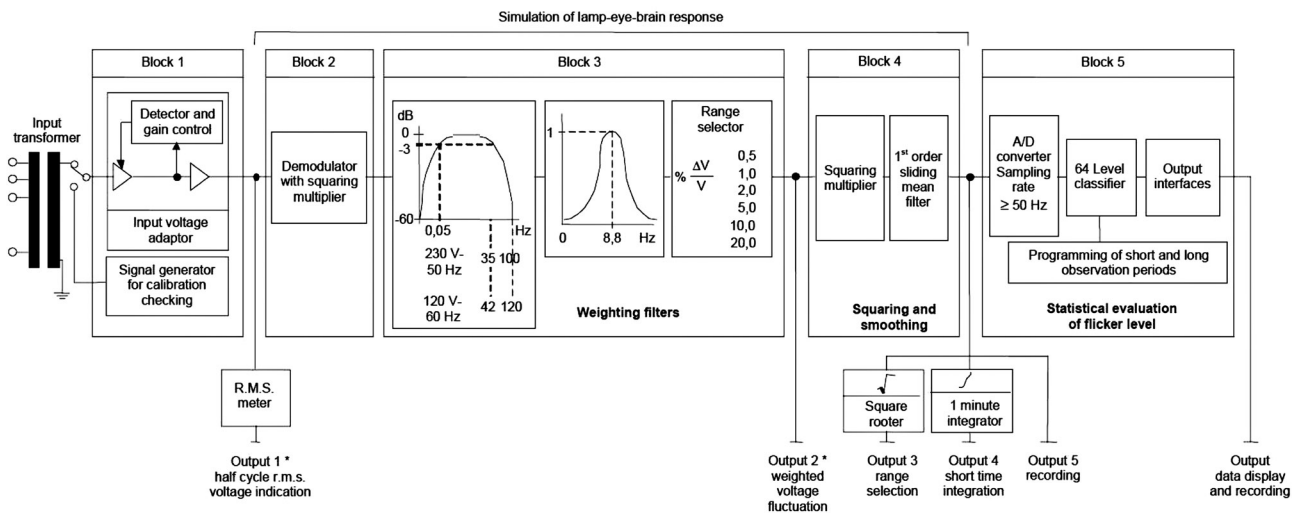 Simulation of lamp-eye-brain response
Block 1
Block 2
Block 3
Block 4
Block 5
Input
transformer
Detector and
gain control
Input voltage
adaptor
Signal generator
for calibration
checking
Demodulator
with squaring
multiplier
dB
0
-3
-60
0,05
Hz
230 V-
50 Hz
35 100
120 V-
60 Hz
42 120
1
0
8,8
Hz
Range
selector
% ΔV
V
0,5
1,0
2,0
5,0
10,0
20,0
Weighting filters
Squaring
multiplier
1st order
sliding
mean
filter
Squaring and
smoothing
A/D
converter
Sampling
rate
≥ 50 Hz
64 Level
classifier
Output
interfaces
Programming of short and long
observation periods
Statistical evaluation
of flicker level
R.M.S.
meter
Square
rooter
1 minute
integrator
Output 1 *
half cycle r.m.s.
voltage indication
Output 2 *
weighted
voltage
fluctuation
Output 3
range
selection
Output 4
short time
integration
Output 5
recording
Output
data display
and recording